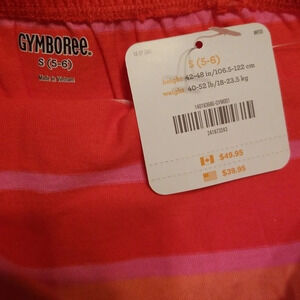 GYMBOREE.
S (5-6)
Made in Vietnam
S (5-6)
height: 42-48 in/106.5-122 cm
weight: 40-52 lb/18-23.5 kg
$49.95
$39.95